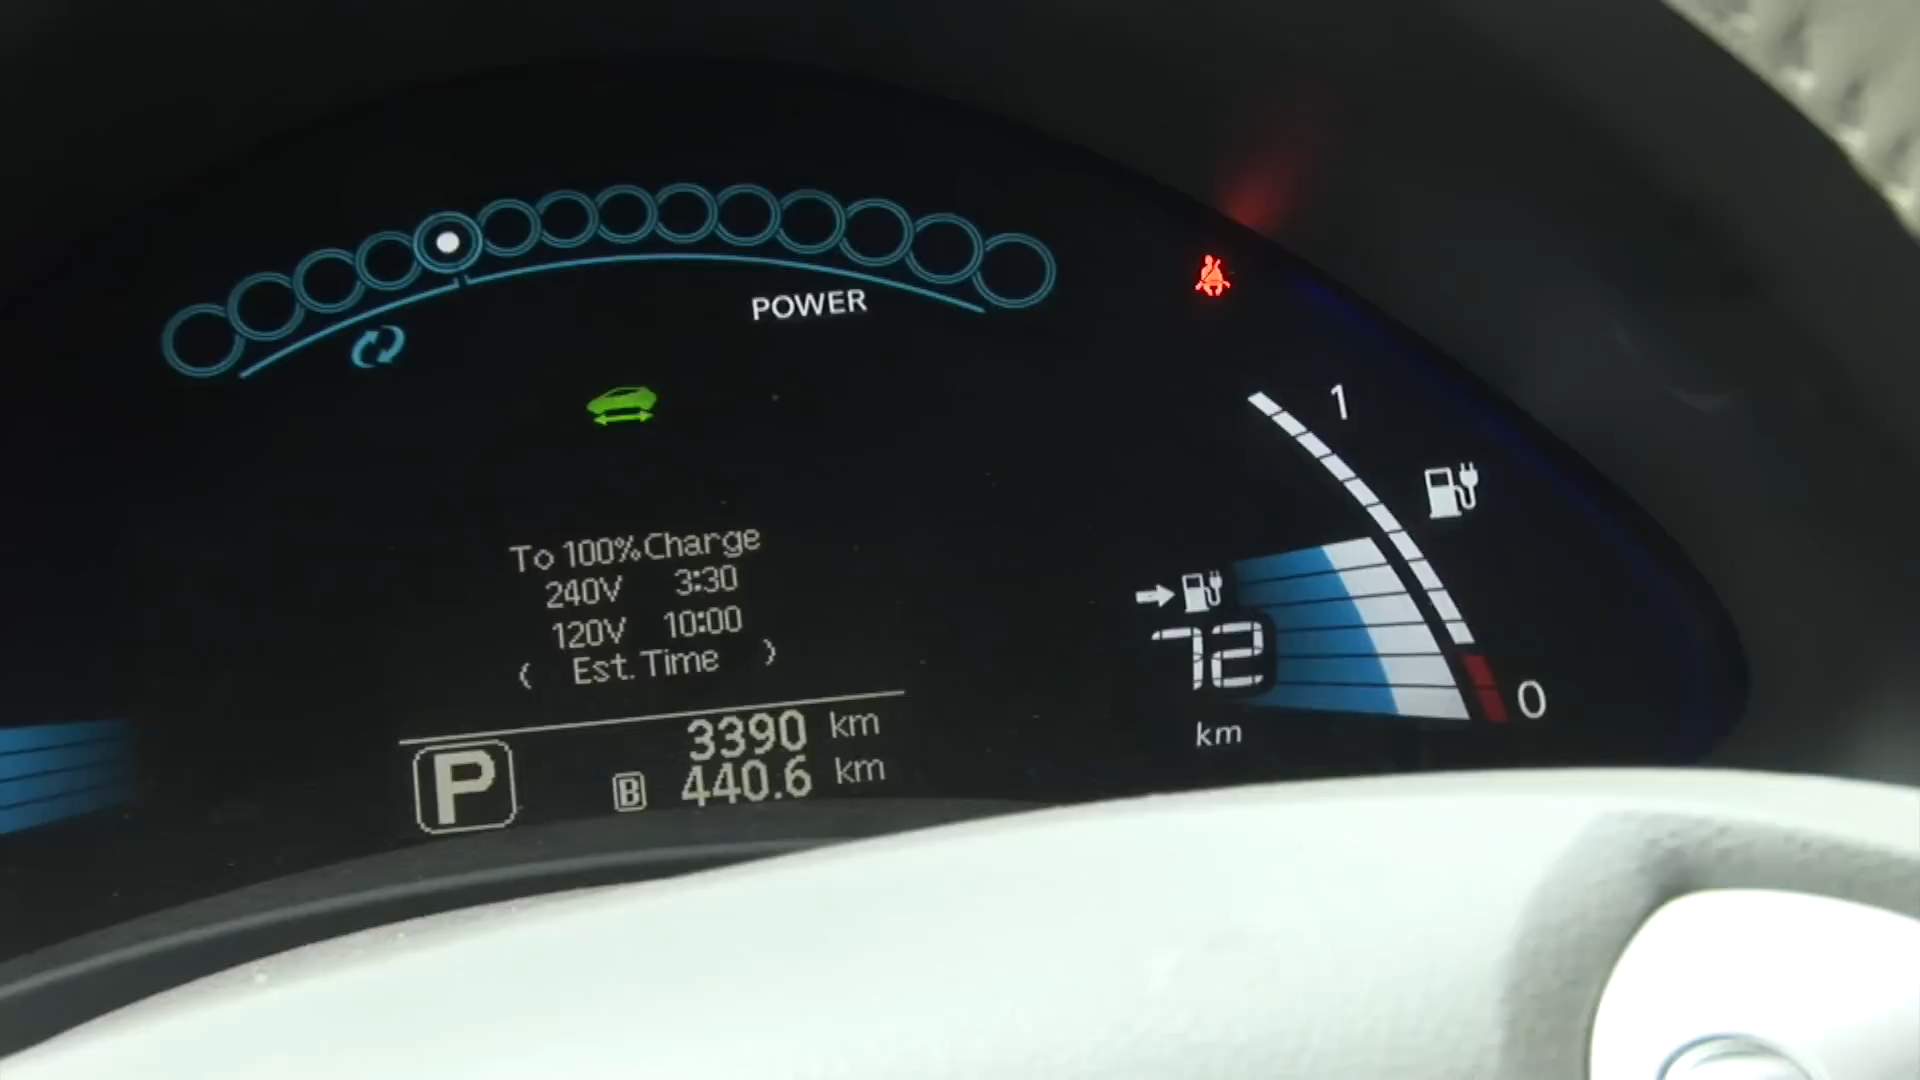 POWER
1
To 100% Charge
240V 3:30
120V 10:00
( Est. Time )
72
km
0
P
3390 km
B 440.6 km